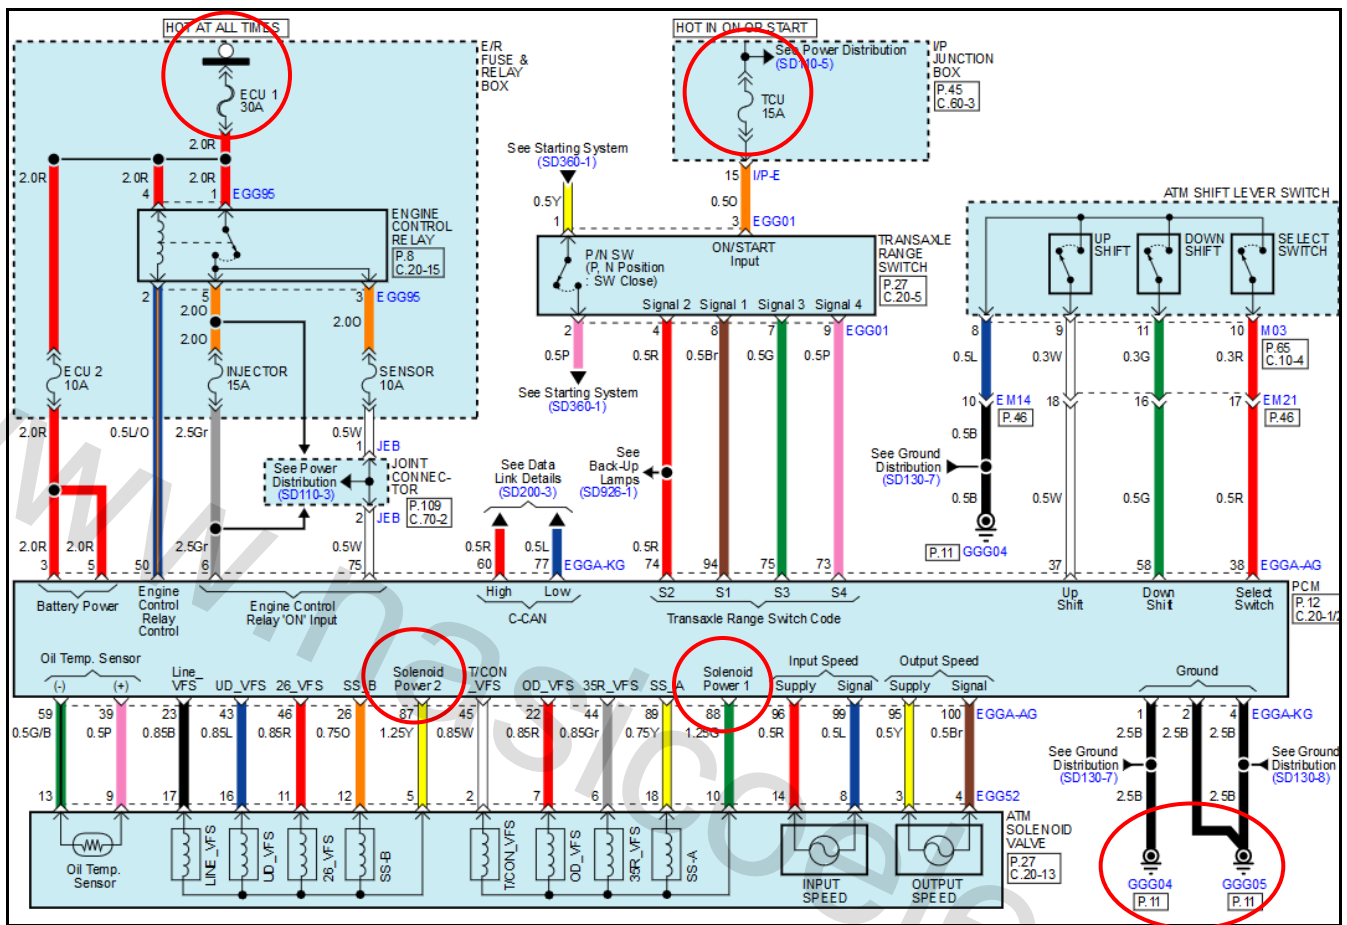 HOT AT ALL TIMES
E/R
FUSE &
RELAY
BOX
ECU 1
30A
2.0R
2.0R
2.0R
2.0R
4
1
EGG95
ENGINE
CONTROL
RELAY
P.8
C.20-15
2
5
3
EGG95
2.0O
2.0O
2.0O
ECU 2
10A
INJECTOR
15A
SENSOR
10A
2.0R
0.5L/O
2.5Gr
0.5W
1
JEB
See Power
Distribution
(SD110-3)
JOINT
CONNEC-
TOR
P.109
C.70-2
2
JEB
2.0R
2.0R
2.5Gr
0.5W
3
5
50
6
75
HOT IN ON OR START
See Power Distribution
(SD110-5)
I/P
JUNCTION
BOX
P.45
C.60-3
TCU
15A
See Starting System
(SD360-1)
15
I/P-E
0.5Y
0.5O
1
3
EGG01
ON/START
Input
P/N SW
(P, N Position
: SW Close)
TRANSAXLE
RANGE
SWITCH
P.27
C.20-5
Signal 2
Signal 1
Signal 3
Signal 4
2
4
8
7
9
EGG01
0.5P
0.5R
0.5Br
0.5G
0.5P
See Starting System
(SD360-1)
See
Back-Up
Lamps
(SD926-1)
See Data
Link Details
(SD200-3)
0.5R
0.5L
0.5R
60
77
EGGA-KG
74
94
75
73
ATM SHIFT LEVER SWITCH
UP
SHIFT
DOWN
SHIFT
SELECT
SWITCH
8
9
11
10
M03
P.65
C.10-4
0.5L
0.3W
0.3G
0.3R
10
EM14
P.46
18
16
17
EM21
P.46
0.5B
See Ground
Distribution
(SD130-7)
0.5B
0.5W
0.5G
0.5R
P.11
GGG04
37
58
38
EGGA-AG
PCM
P.12
C.20-1/2
Battery Power
Engine
Control
Relay
Control
Engine Control
Relay 'ON' Input
High
Low
C-CAN
S2
S1
S3
S4
Transaxle Range Switch Code
Up
Shift
Down
Shift
Select
Switch
Oil Temp. Sensor
(-)
(+)
Line_
VFS
UD_VFS
26_VFS
SS_B
Solenoid
Power 2
T/CON
_VFS
OD_VFS
35R_VFS
SS_A
Solenoid
Power 1
Input Speed
Supply
Signal
Output Speed
Supply
Signal
Ground
59
39
23
43
46
26
87
45
22
44
89
88
96
99
95
100
EGGA-AG
1
2
4
EGGA-KG
0.5G/B
0.5P
0.85B
0.85L
0.85R
0.75O
1.25Y
0.85W
0.85R
0.85Gr
0.75Y
1.25G
0.5R
0.5L
0.5Y
0.5Br
2.5B
2.5B
2.5B
See Ground
Distribution
(SD130-7)
See Ground
Distribution
(SD130-8)
2.5B
2.5B
13
9
17
16
11
12
5
2
7
6
18
10
14
8
3
4
EGG52
ATM
SOLENOID
VALVE
P.27
C.20-13
Oil Temp.
Sensor
LINE_VFS
UD_VFS
26_VFS
SS-B
T/CON_VFS
OD_VFS
35R_VFS
SS-A
INPUT
SPEED
OUTPUT
SPEED
GGG04
P.11
GGG05
P.11